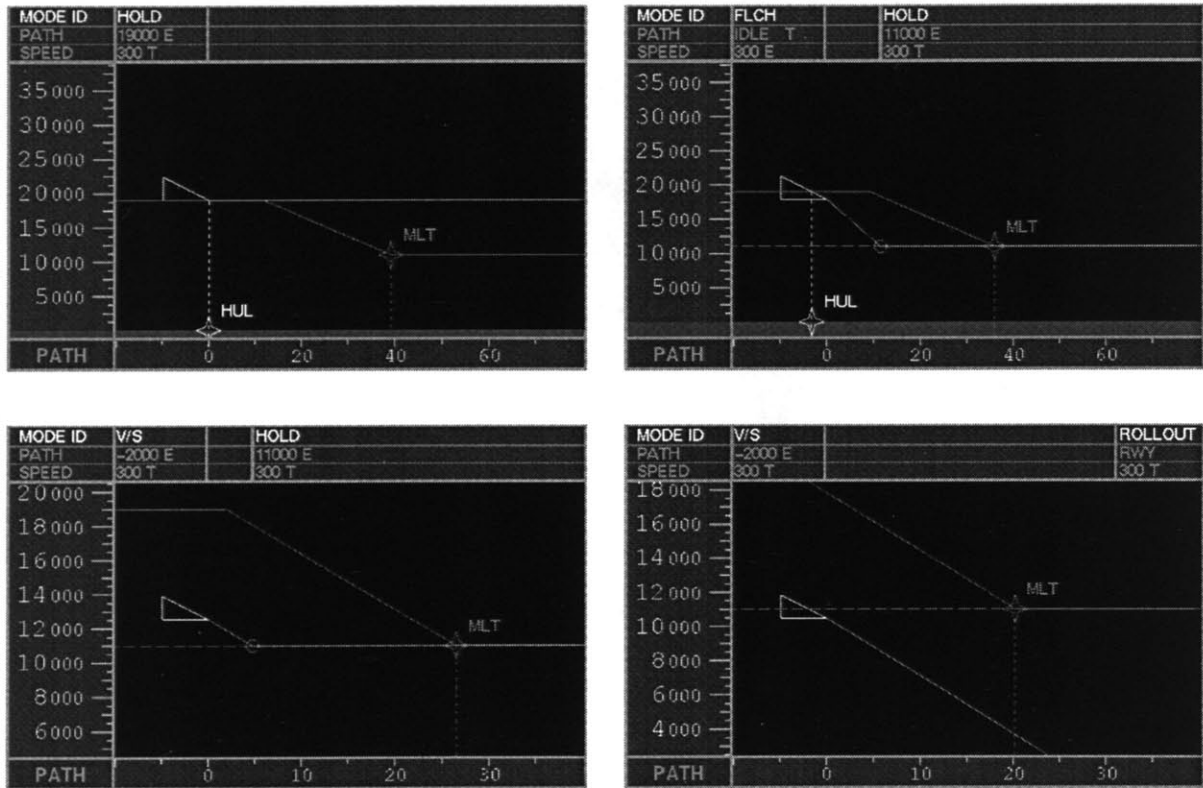 MODE ID HOLD
PATH 19000 E
SPEED 300 T
35000
30000
25000
20000
15000
MLT
10000
5000
HUL
PATH 0 20 40 60
MODE ID FLCH HOLD
PATH IDLE T 11000 E
SPEED 300 E 300 T
35000
30000
25000
20000
15000
MLT
10000
5000
HUL
PATH 0 20 40 60
MODE ID V/S HOLD
PATH -2000 E 11000 E
SPEED 300 T 300 T
20000
18000
16000
14000
12000 MLT
10000
8000
6000
PATH 0 10 20 30
MODE ID V/S ROLLOUT
PATH -2000 E RWY
SPEED 300 T 300 T
18000
16000
14000
12000 MLT
10000
8000
6000
4000
PATH 0 10 20 30